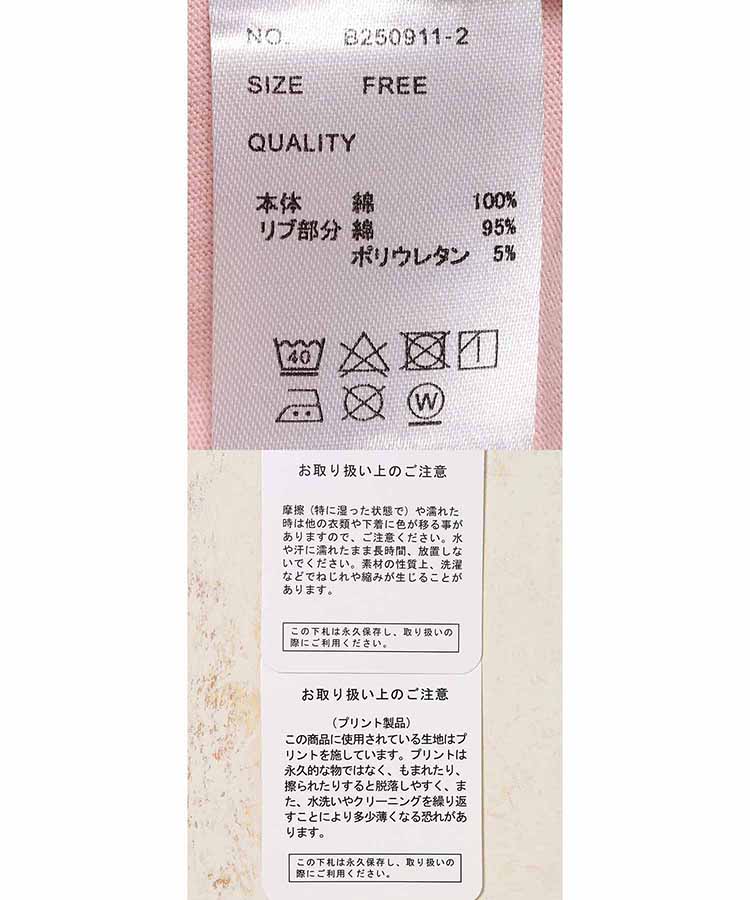 NO. B250911-2
SIZE FREE
QUALITY
本体 綿 100%
リブ部分 綿 95%
ポリウレタン 5%
40
W
お取り扱い上のご注意
摩擦（特に湿った状態で）や濡れた
時は他の衣類や下着に色が移る事が
ありますので、ご注意ください。水
や汗に濡れたまま長時間、放置しな
いでください。素材の性質上、洗濯
などでねじれや縮みが生じることが
あります。
この下札は永久保存し、取り扱いの
際にご利用ください。
お取り扱い上のご注意
（プリント製品）
この商品に使用されている生地はプ
リントを施しています。プリントは
永久的な物ではなく、もまれたり、
擦られたりすると脱落しやすく、ま
た、水洗いやクリーニングを繰り返
すことにより多少薄くなる恐れがあ
ります。
この下札は永久保存し、取り扱いの
際にご利用ください。